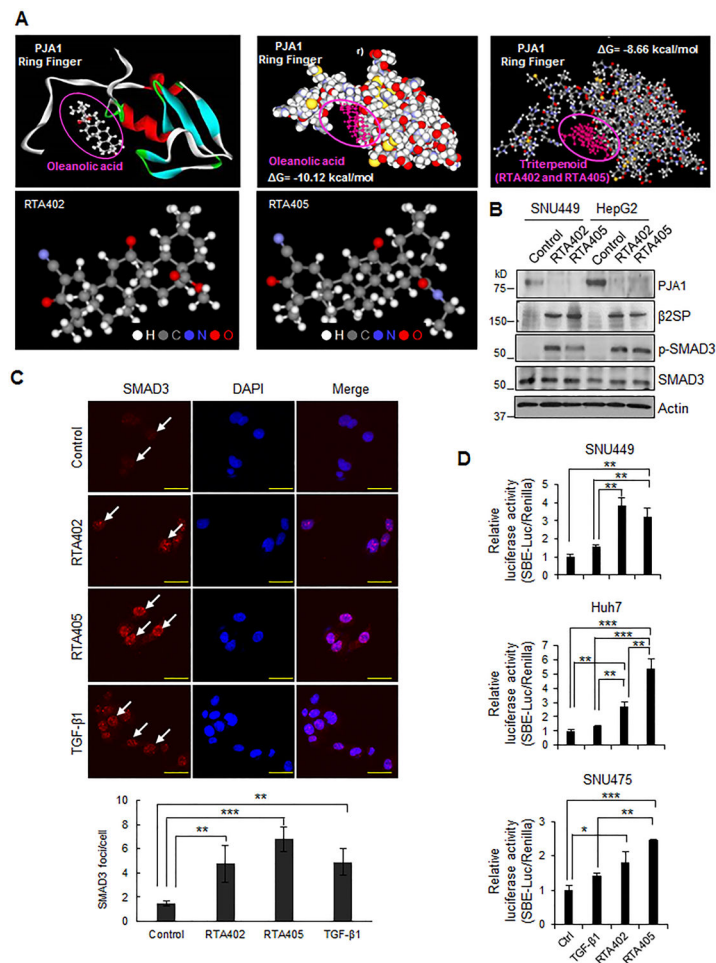 A
PJA1
Ring Finger
Oleanolic acid
PJA1
Ring Finger
r)
Oleanolic acid
ΔG= -10.12 kcal/mol
PJA1
Ring Finger
ΔG= -8.66 kcal/mol
Triterpenoid
(RTA402 and RTA405)
RTA402
H C N O
RTA405
H C N O
B
SNU449 HepG2
Control RTA402 RTA405 Control RTA402 RTA405
kD
75 PJA1
150 β2SP
50 p-SMAD3
50 SMAD3
37 Actin
C
SMAD3 DAPI Merge
Control
RTA402
RTA405
TGF-β1
SMAD3 foci/cell
10
8
6
4
2
0
**
***
**
Control RTA402 RTA405 TGF-β1
D
SNU449
Relative
luciferase activity
(SBE-Luc/Renilla)
5
4
3
2
1
0
**
**
**
Huh7
Relative
luciferase activity
(SBE-Luc/Renilla)
7
6
5
4
3
2
1
0
***
***
** **
**
SNU475
Relative
luciferase activity
(SBE-Luc/Renilla)
3
2
1
0
***
**
*
Ctrl TGF-β1 RTA402 RTA405